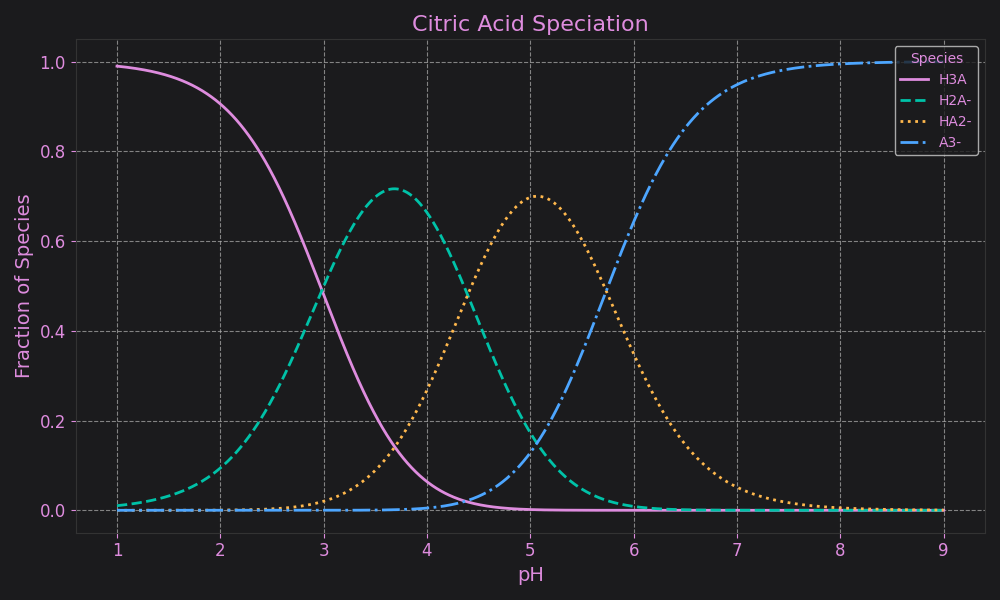 Citric Acid Speciation
Fraction of Species
1.0
0.8
0.6
0.4
0.2
0.0
Species
H3A
H2A-
HA2-
A3-
1 2 3 4 5 6 7 8 9
pH